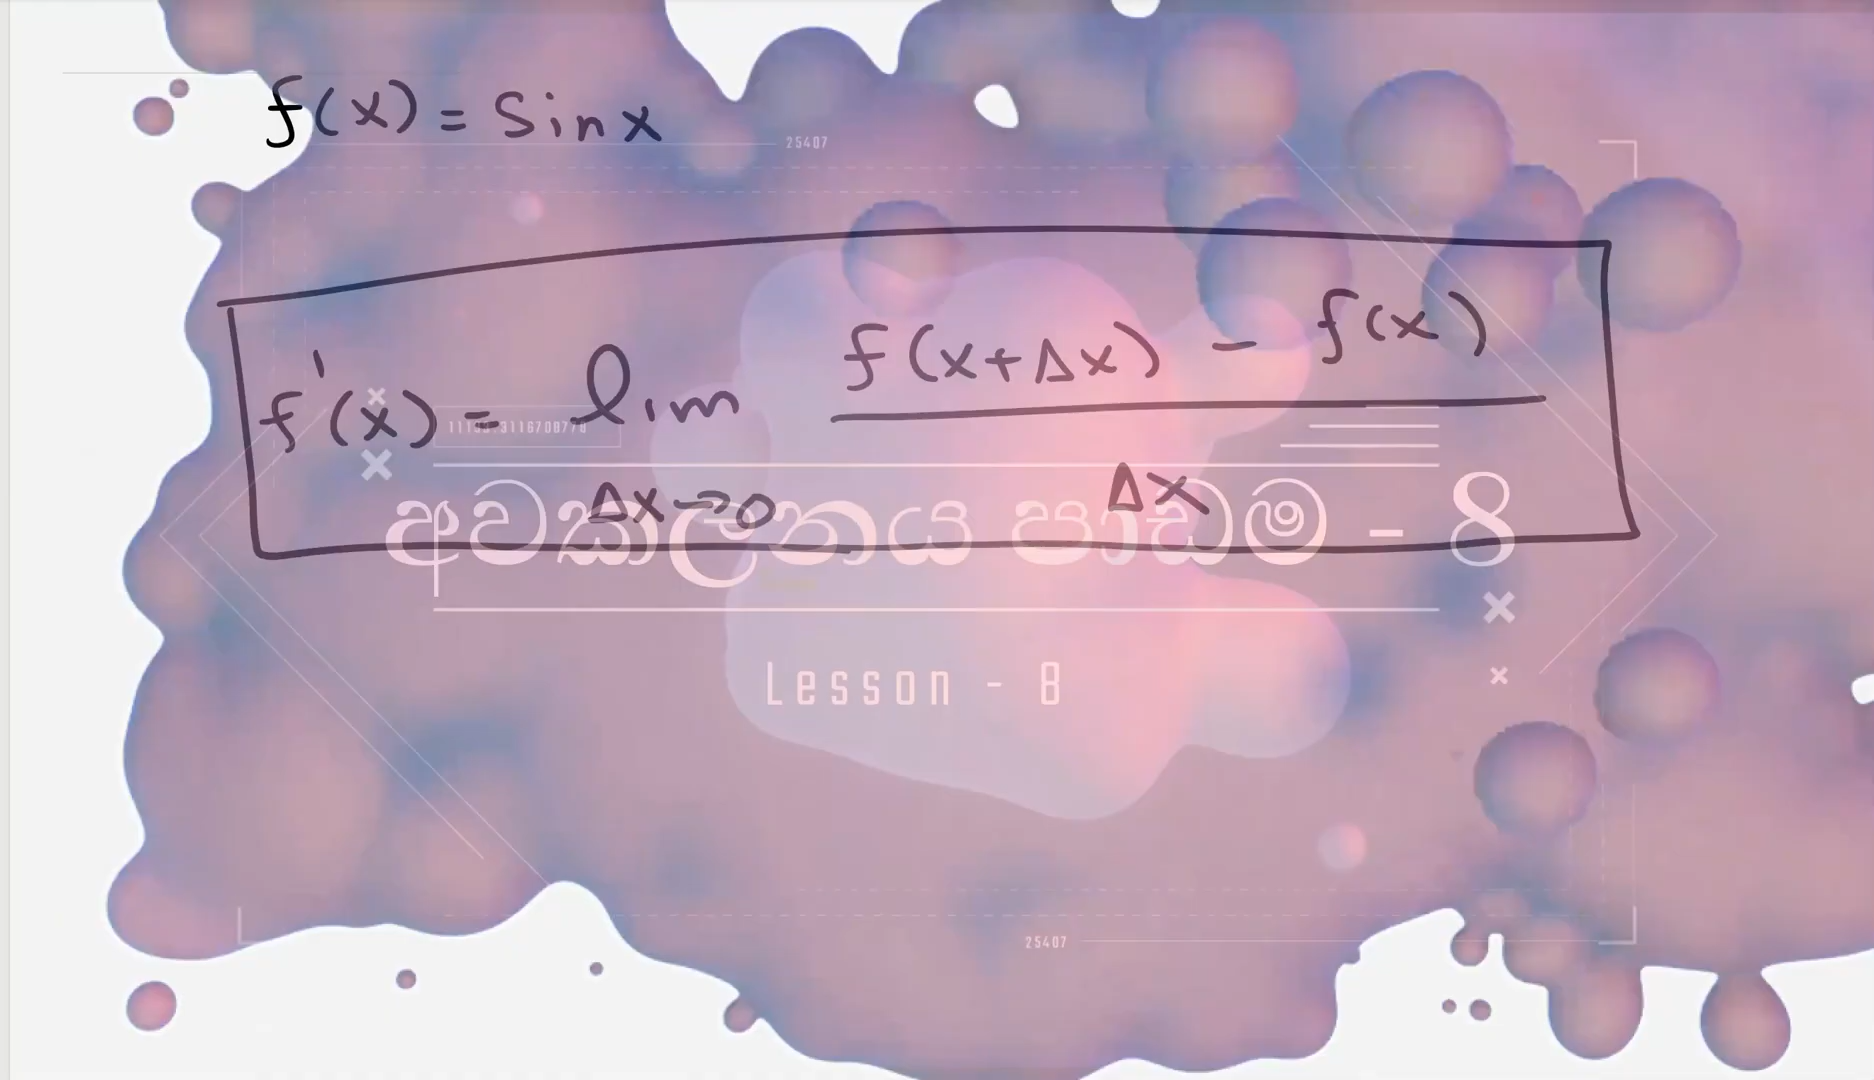 f(x) = Sinx
25407
f'(x) = lim f(x+Δx) - f(x)
Δx→0 Δx
අවකලනය පාඩම - 8
Lesson - 8
25407